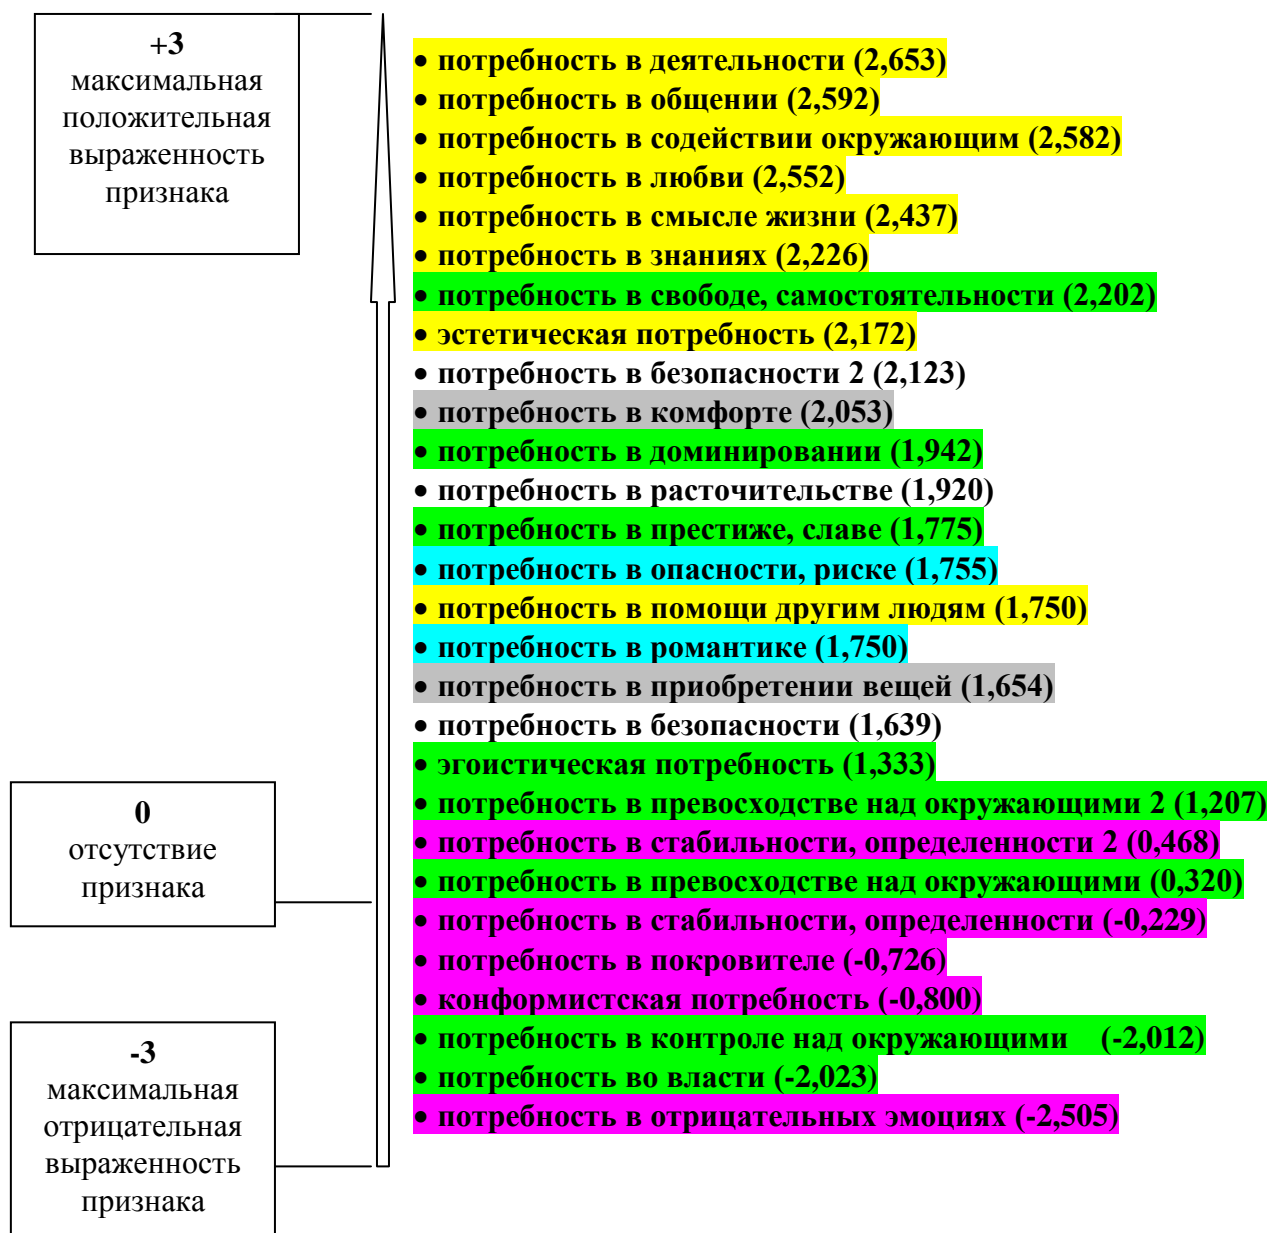 +3
максимальная
положительная
выраженность
признака
• потребность в деятельности (2,653)
• потребность в общении (2,592)
• потребность в содействии окружающим (2,582)
• потребность в любви (2,552)
• потребность в смысле жизни (2,437)
• потребность в знаниях (2,226)
• потребность в свободе, самостоятельности (2,202)
• эстетическая потребность (2,172)
• потребность в безопасности 2 (2,123)
• потребность в комфорте (2,053)
• потребность в доминировании (1,942)
• потребность в расточительстве (1,920)
• потребность в престиже, славе (1,775)
• потребность в опасности, риске (1,755)
• потребность в помощи другим людям (1,750)
• потребность в романтике (1,750)
• потребность в приобретении вещей (1,654)
• потребность в безопасности (1,639)
• эгоистическая потребность (1,333)
• потребность в превосходстве над окружающими 2 (1,207)
• потребность в стабильности, определенности 2 (0,468)
• потребность в превосходстве над окружающими (0,320)
• потребность в стабильности, определенности (-0,229)
• потребность в покровителе (-0,726)
• конформистская потребность (-0,800)
• потребность в контроле над окружающими (-2,012)
• потребность во власти (-2,023)
• потребность в отрицательных эмоциях (-2,505)
0
отсутствие
признака
-3
максимальная
отрицательная
выраженность
признака